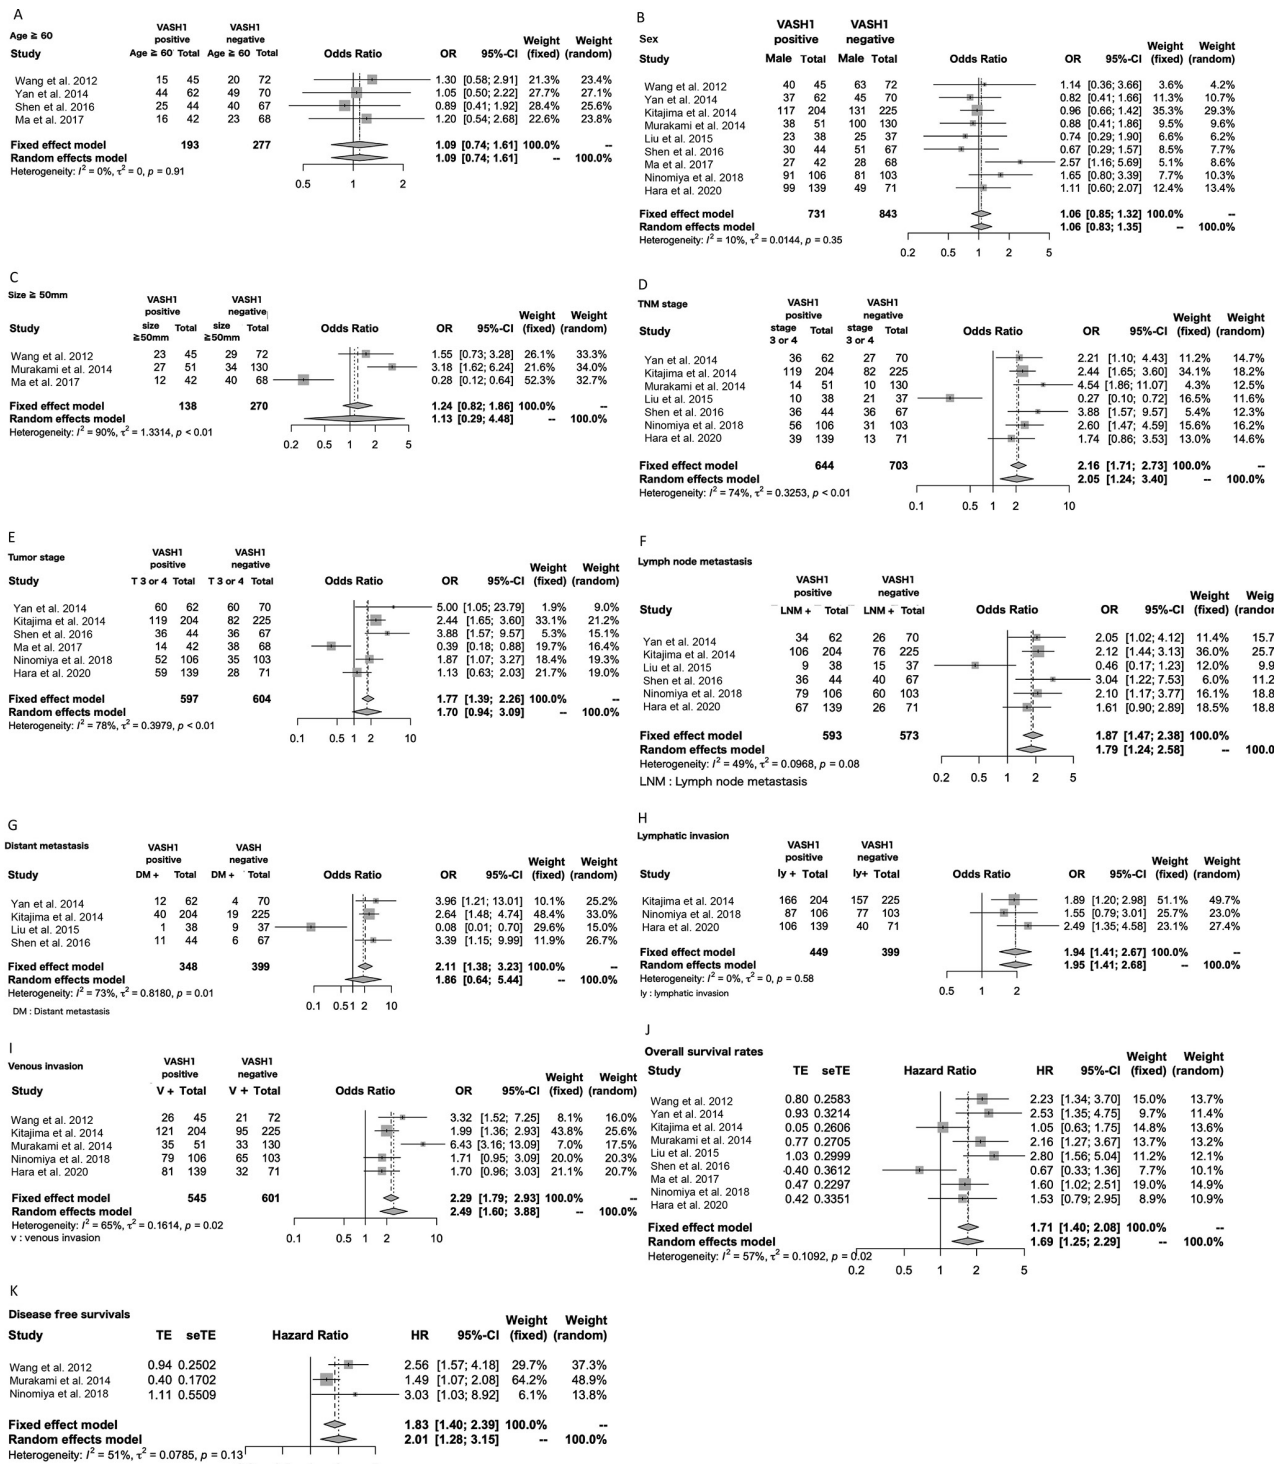 A
Age ≧ 60
VASH1 positive VASH1 negative
Study Age ≧ 60 Total Age ≧ 60 Total Odds Ratio OR 95%-CI Weight (fixed) Weight (random)
Wang et al. 2012 15 45 20 72 1.30 [0.58; 2.91] 21.3% 23.4%
Yan et al. 2014 44 62 49 70 1.05 [0.50; 2.22] 27.7% 27.1%
Shen et al. 2016 25 44 40 67 0.89 [0.41; 1.92] 28.4% 25.6%
Ma et al. 2017 16 42 23 68 1.20 [0.54; 2.68] 22.6% 23.8%
Fixed effect model 193 277 1.09 [0.74; 1.61] 100.0% --
Random effects model 1.09 [0.74; 1.61] -- 100.0%
Heterogeneity: I² = 0%, τ² = 0, p = 0.91
0.5 1 2
B
Sex
VASH1 positive VASH1 negative
Study Male Total Male Total Odds Ratio OR 95%-CI Weight (fixed) Weight (random)
Wang et al. 2012 40 45 63 72 1.14 [0.36; 3.66] 3.6% 4.2%
Yan et al. 2014 37 62 45 70 0.82 [0.41; 1.66] 11.3% 10.7%
Kitajima et al. 2014 117 204 131 225 0.96 [0.66; 1.42] 35.3% 29.3%
Murakami et al. 2014 38 51 100 130 0.88 [0.41; 1.86] 9.5% 9.6%
Liu et al. 2015 23 38 25 37 0.74 [0.29; 1.90] 6.6% 6.2%
Shen et al. 2016 30 44 51 67 0.67 [0.29; 1.57] 8.5% 7.7%
Ma et al. 2017 27 42 28 68 2.57 [1.16; 5.69] 5.1% 8.6%
Ninomiya et al. 2018 91 106 81 103 1.65 [0.80; 3.39] 7.7% 10.3%
Hara et al. 2020 99 139 49 71 1.11 [0.60; 2.07] 12.4% 13.4%
Fixed effect model 731 843 1.06 [0.85; 1.32] 100.0% --
Random effects model 1.06 [0.83; 1.35] -- 100.0%
Heterogeneity: I² = 10%, τ² = 0.0144, p = 0.35
0.2 0.5 1 2 5
C
Size ≧ 50mm
VASH1 positive VASH1 negative
Study size ≧50mm Total size ≧50mm Total Odds Ratio OR 95%-CI Weight (fixed) Weight (random)
Wang et al. 2012 23 45 29 72 1.55 [0.73; 3.28] 26.1% 33.3%
Murakami et al. 2014 27 51 34 130 3.18 [1.62; 6.24] 21.6% 34.0%
Ma et al. 2017 12 42 40 68 0.28 [0.12; 0.64] 52.3% 32.7%
Fixed effect model 138 270 1.24 [0.82; 1.86] 100.0% --
Random effects model 1.13 [0.29; 4.48] -- 100.0%
Heterogeneity: I² = 90%, τ² = 1.3314, p < 0.01
0.2 0.5 1 2 5
D
TNM stage
VASH1 positive VASH1 negative
Study stage 3 or 4 Total stage 3 or 4 Total Odds Ratio OR 95%-CI Weight (fixed) Weight (random)
Yan et al. 2014 36 62 27 70 2.21 [1.10; 4.43] 11.2% 14.7%
Kitajima et al. 2014 119 204 82 225 2.44 [1.65; 3.60] 34.1% 18.2%
Murakami et al. 2014 14 51 10 130 4.54 [1.86; 11.07] 4.3% 12.5%
Liu et al. 2015 10 38 21 37 0.27 [0.10; 0.72] 16.5% 11.6%
Shen et al. 2016 36 44 36 67 3.88 [1.57; 9.57] 5.4% 12.3%
Ninomiya et al. 2018 56 106 31 103 2.60 [1.47; 4.59] 15.6% 16.2%
Hara et al. 2020 39 139 13 71 1.74 [0.86; 3.53] 13.0% 14.6%
Fixed effect model 644 703 2.16 [1.71; 2.73] 100.0% --
Random effects model 2.05 [1.24; 3.40] -- 100.0%
Heterogeneity: I² = 74%, τ² = 0.3253, p < 0.01
0.1 0.5 1 2 10
E
Tumor stage
VASH1 positive VASH1 negative
Study T 3 or 4 Total T 3 or 4 Total Odds Ratio OR 95%-CI Weight (fixed) Weight (random)
Yan et al. 2014 60 62 60 70 5.00 [1.05; 23.79] 1.9% 9.0%
Kitajima et al. 2014 119 204 82 225 2.44 [1.65; 3.60] 33.1% 21.2%
Shen et al. 2016 36 44 36 67 3.88 [1.57; 9.57] 5.3% 15.1%
Ma et al. 2017 14 42 38 68 0.39 [0.18; 0.88] 19.7% 16.4%
Ninomiya et al. 2018 52 106 35 103 1.87 [1.07; 3.27] 18.4% 19.3%
Hara et al. 2020 59 139 28 71 1.13 [0.63; 2.03] 21.7% 19.0%
Fixed effect model 597 604 1.77 [1.39; 2.26] 100.0% --
Random effects model 1.70 [0.94; 3.09] -- 100.0%
Heterogeneity: I² = 78%, τ² = 0.3979, p < 0.01
0.1 0.5 1 2 10
F
Lymph node metastasis
VASH1 positive VASH1 negative
Study LNM + Total LNM + Total Odds Ratio OR 95%-CI Weight (fixed) Weig (random
Yan et al. 2014 34 62 26 70 2.05 [1.02; 4.12] 11.4% 15.7
Kitajima et al. 2014 106 204 76 225 2.12 [1.44; 3.13] 36.0% 25.7
Liu et al. 2015 9 38 15 37 0.46 [0.17; 1.23] 12.0% 9.9
Shen et al. 2016 36 44 40 67 3.04 [1.22; 7.53] 6.0% 11.2
Ninomiya et al. 2018 79 106 60 103 2.10 [1.17; 3.77] 16.1% 18.8
Hara et al. 2020 67 139 26 71 1.61 [0.90; 2.89] 18.5% 18.8
Fixed effect model 593 573 1.87 [1.47; 2.38] 100.0%
Random effects model 1.79 [1.24; 2.58] -- 100.0
Heterogeneity: I² = 49%, τ² = 0.0968, p = 0.08
0.2 0.5 1 2 5
LNM : Lymph node metastasis
G
Distant metastasis
VASH1 positive VASH negative
Study DM + Total DM + Total Odds Ratio OR 95%-CI Weight (fixed) Weight (random)
Yan et al. 2014 12 62 4 70 3.96 [1.21; 13.01] 10.1% 25.2%
Kitajima et al. 2014 40 204 19 225 2.64 [1.48; 4.74] 48.4% 33.0%
Liu et al. 2015 1 38 9 37 0.08 [0.01; 0.70] 29.6% 15.0%
Shen et al. 2016 11 44 6 67 3.39 [1.15; 9.99] 11.9% 26.7%
Fixed effect model 348 399 2.11 [1.38; 3.23] 100.0% --
Random effects model 1.86 [0.64; 5.44] -- 100.0%
Heterogeneity: I² = 73%, τ² = 0.8180, p = 0.01
0.1 0.5 1 2 10
DM : Distant metastasis
H
Lymphatic invasion
VASH1 positive VASH1 negative
Study ly + Total ly+ Total Odds Ratio OR 95%-CI Weight (fixed) Weight (random)
Kitajima et al. 2014 166 204 157 225 1.89 [1.20; 2.98] 51.1% 49.7%
Ninomiya et al. 2018 87 106 77 103 1.55 [0.79; 3.01] 25.7% 23.0%
Hara et al. 2020 106 139 40 71 2.49 [1.35; 4.58] 23.1% 27.4%
Fixed effect model 449 399 1.94 [1.41; 2.67] 100.0% --
Random effects model 1.95 [1.41; 2.68] -- 100.0%
Heterogeneity: I² = 0%, τ² = 0, p = 0.58
0.5 1 2
ly : lymphatic invasion
I
Venous invasion
VASH1 positive VASH1 negative
Study V + Total V + Total Odds Ratio OR 95%-CI Weight (fixed) Weight (random)
Wang et al. 2012 26 45 21 72 3.32 [1.52; 7.25] 8.1% 16.0%
Kitajima et al. 2014 121 204 95 225 1.99 [1.36; 2.93] 43.8% 25.6%
Murakami et al. 2014 35 51 33 130 6.43 [3.16; 13.09] 7.0% 17.5%
Ninomiya et al. 2018 79 106 65 103 1.71 [0.95; 3.09] 20.0% 20.3%
Hara et al. 2020 81 139 32 71 1.70 [0.96; 3.03] 21.1% 20.7%
Fixed effect model 545 601 2.29 [1.79; 2.93] 100.0% --
Random effects model 2.49 [1.60; 3.88] -- 100.0%
Heterogeneity: I² = 65%, τ² = 0.1614, p = 0.02
v : venous invasion
0.1 0.5 1 2 10
J
Overall survival rates
Study TE seTE Hazard Ratio HR 95%-CI Weight (fixed) Weight (random)
Wang et al. 2012 0.80 0.2583 2.23 [1.34; 3.70] 15.0% 13.7%
Yan et al. 2014 0.93 0.3214 2.53 [1.35; 4.75] 9.7% 11.4%
Kitajima et al. 2014 0.05 0.2606 1.05 [0.63; 1.75] 14.8% 13.6%
Murakami et al. 2014 0.77 0.2705 2.16 [1.27; 3.67] 13.7% 13.2%
Liu et al. 2015 1.03 0.2999 2.80 [1.56; 5.04] 11.2% 12.1%
Shen et al. 2016 -0.40 0.3612 0.67 [0.33; 1.36] 7.7% 10.1%
Ma et al. 2017 0.47 0.2297 1.60 [1.02; 2.51] 19.0% 14.9%
Ninomiya et al. 2018 0.42 0.3351 1.53 [0.79; 2.95] 8.9% 10.9%
Hara et al. 2020
Fixed effect model 1.71 [1.40; 2.08] 100.0% --
Random effects model 1.69 [1.25; 2.29] -- 100.0%
Heterogeneity: I² = 57%, τ² = 0.1092, p = 0.02
0.2 0.5 1 2 5
K
Disease free survivals
Study TE seTE Hazard Ratio HR 95%-CI Weight (fixed) Weight (random)
Wang et al. 2012 0.94 0.2502 2.56 [1.57; 4.18] 29.7% 37.3%
Murakami et al. 2014 0.40 0.1702 1.49 [1.07; 2.08] 64.2% 48.9%
Ninomiya et al. 2018 1.11 0.5509 3.03 [1.03; 8.92] 6.1% 13.8%
Fixed effect model 1.83 [1.40; 2.39] 100.0% --
Random effects model 2.01 [1.28; 3.15] -- 100.0%
Heterogeneity: I² = 51%, τ² = 0.0785, p = 0.13